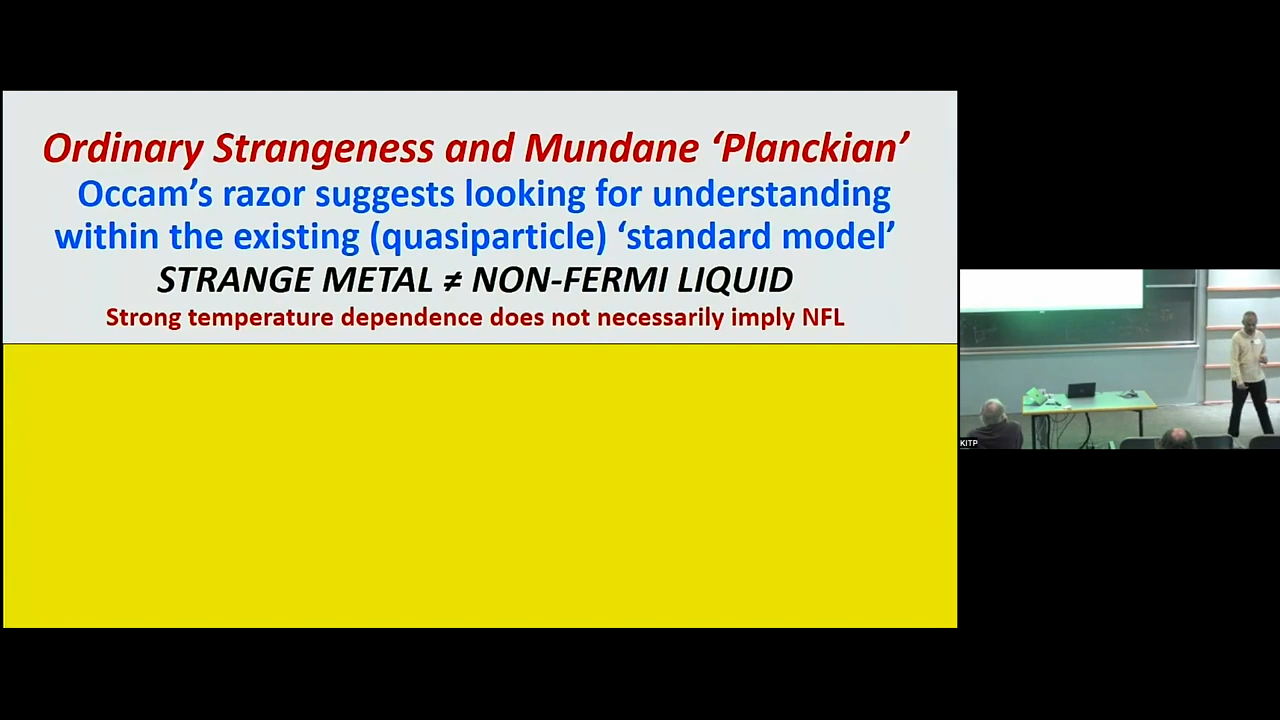 Ordinary Strangeness and Mundane ‘Planckian’
Occam’s razor suggests looking for understanding
within the existing (quasiparticle) ‘standard model’
STRANGE METAL ≠ NON-FERMI LIQUID
Strong temperature dependence does not necessarily imply NFL
KITP